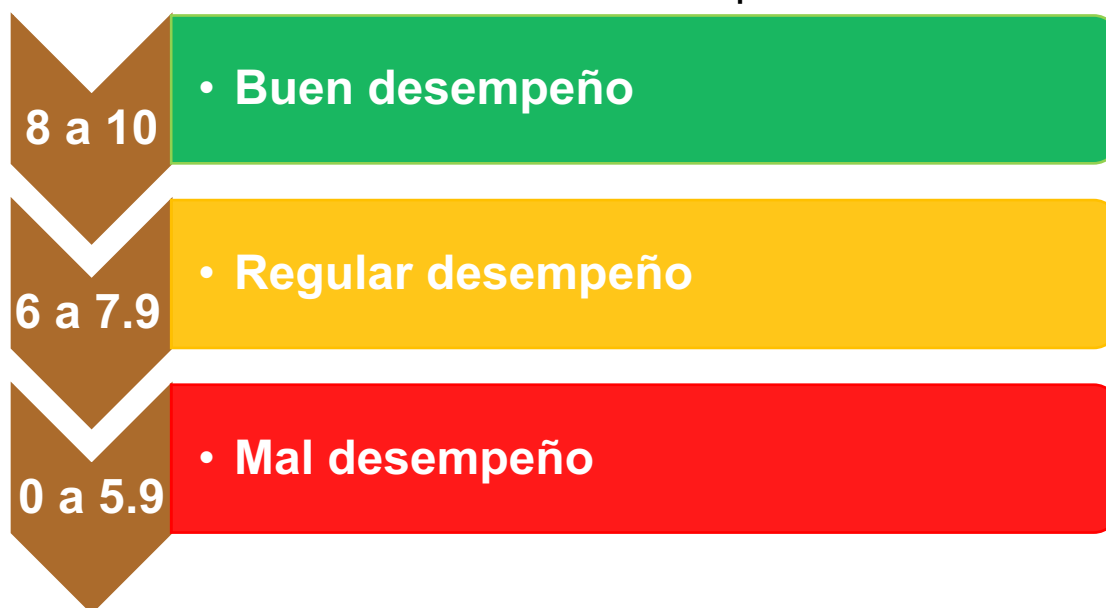 8 a 10
• Buen desempeño
6 a 7.9
• Regular desempeño
0 a 5.9
• Mal desempeño